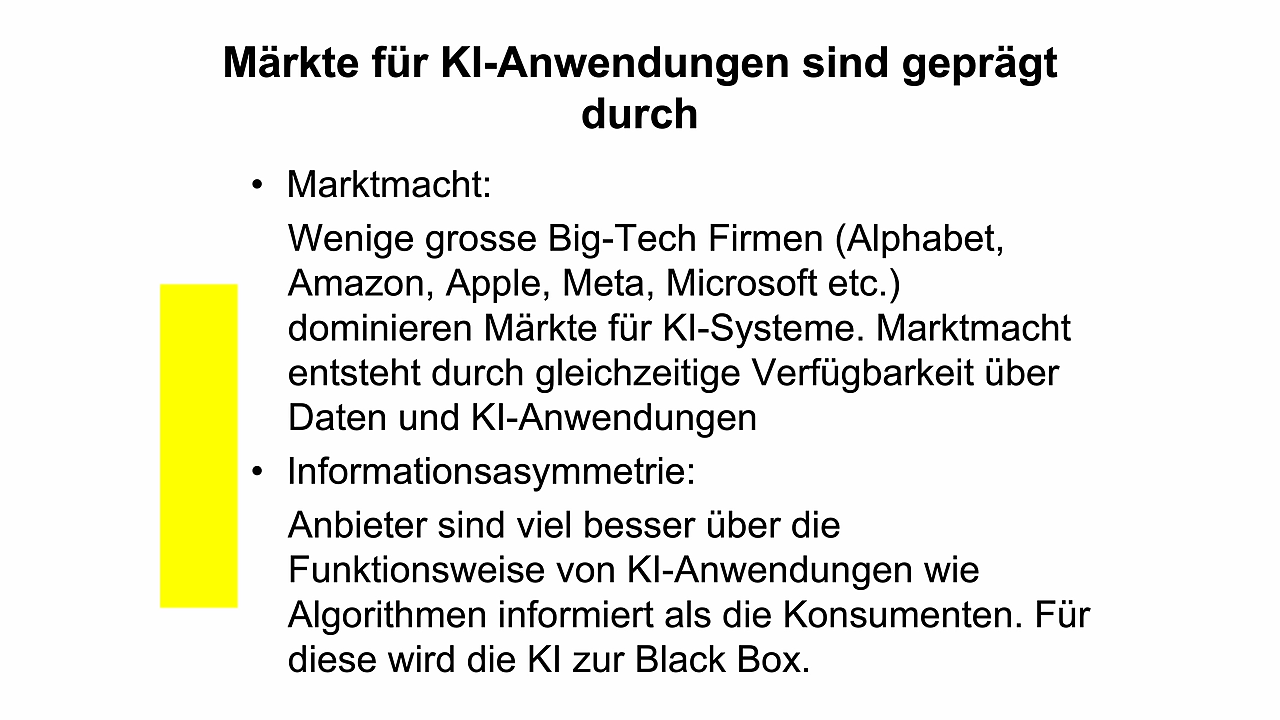 Märkte für KI-Anwendungen sind geprägt
durch
• Marktmacht:
Wenige grosse Big-Tech Firmen (Alphabet,
Amazon, Apple, Meta, Microsoft etc.)
dominieren Märkte für KI-Systeme. Marktmacht
entsteht durch gleichzeitige Verfügbarkeit über
Daten und KI-Anwendungen
• Informationsasymmetrie:
Anbieter sind viel besser über die
Funktionsweise von KI-Anwendungen wie
Algorithmen informiert als die Konsumenten. Für
diese wird die KI zur Black Box.